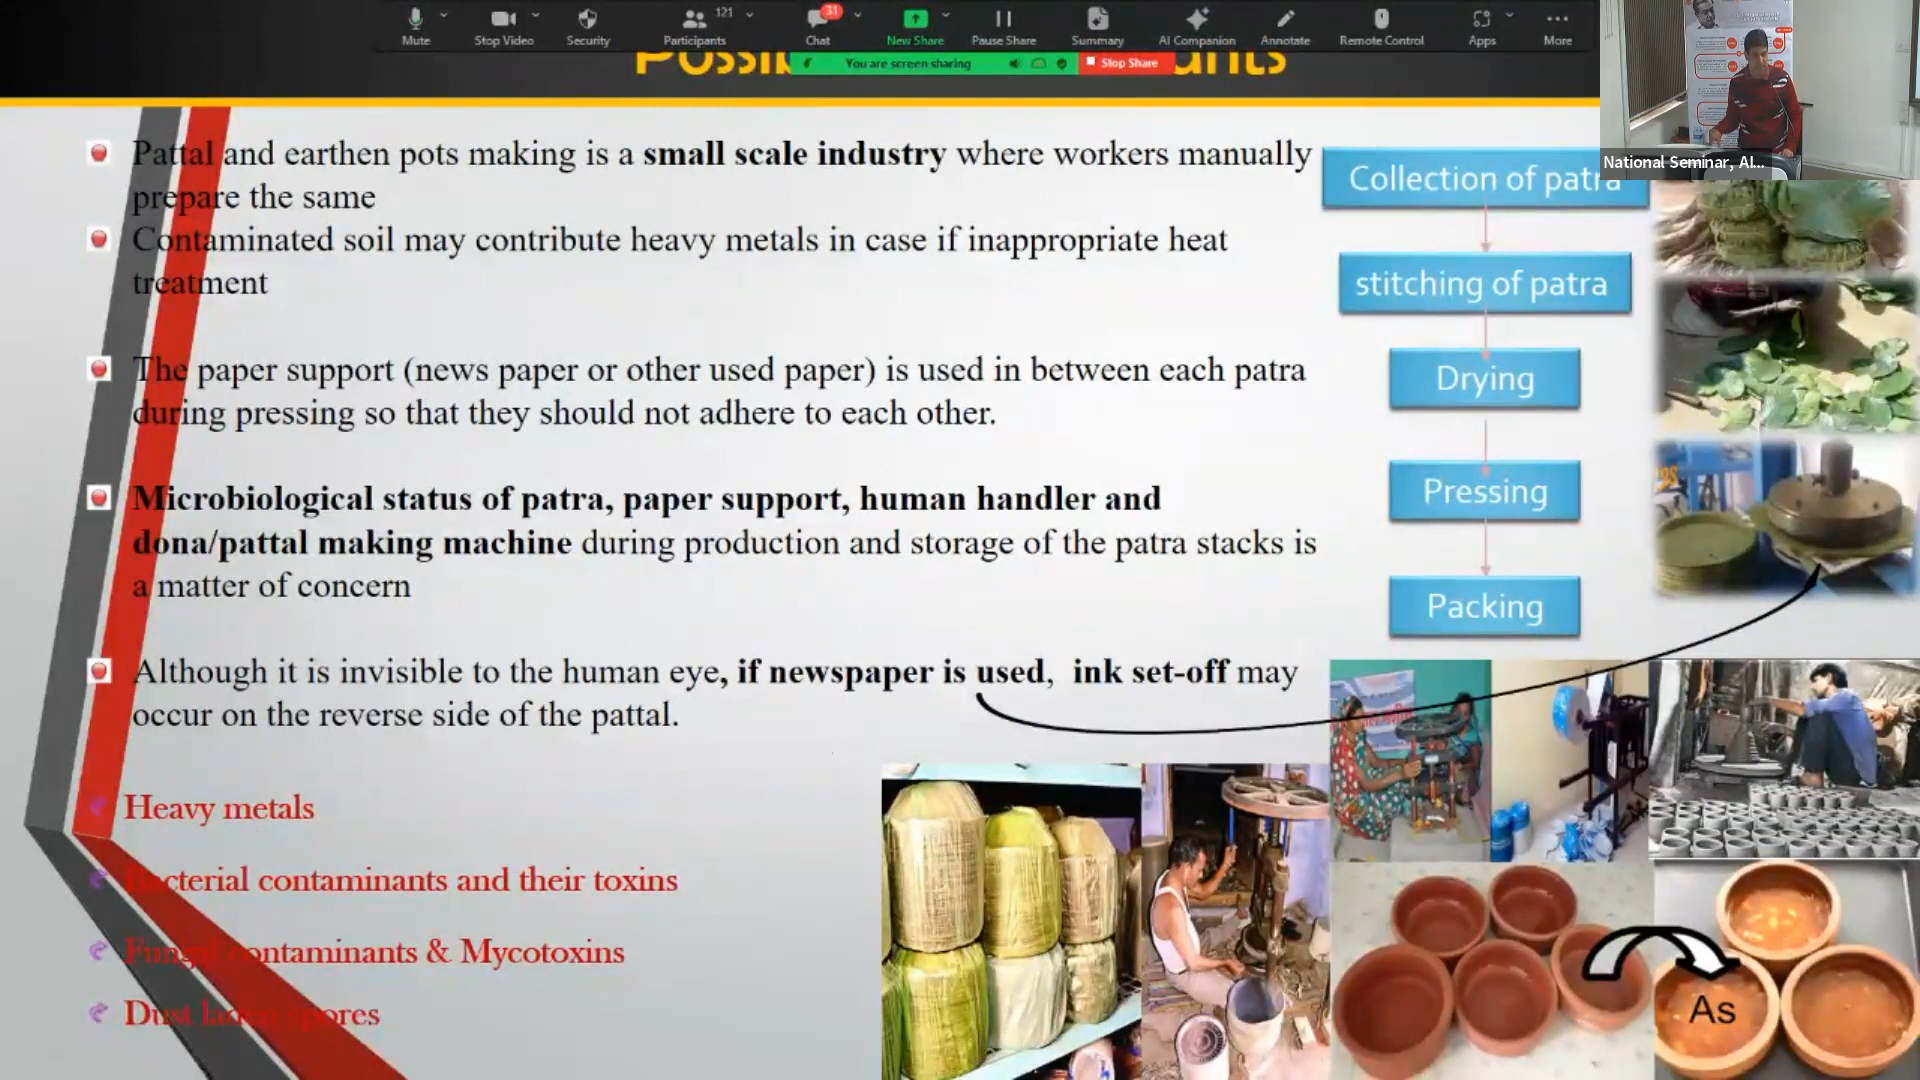 Mute
Stop Video
Security
Participants
121
Chat
31
New Share
Pause Share
Summary
AI Companion
Annotate
Remote Control
Apps
More
You are screen sharing
Stop Share
National Seminar, AI...
Pattal and earthen pots making is a small scale industry where workers manually
prepare the same
Contaminated soil may contribute heavy metals in case if inappropriate heat
treatment
The paper support (news paper or other used paper) is used in between each patra
during pressing so that they should not adhere to each other.
Microbiological status of patra, paper support, human handler and
dona/pattal making machine during production and storage of the patra stacks is
a matter of concern
Although it is invisible to the human eye, if newspaper is used, ink set-off may
occur on the reverse side of the pattal.
Heavy metals
Bacterial contaminants and their toxins
Fungal contaminants & Mycotoxins
Dust laden spores
Collection of patra
stitching of patra
Drying
Pressing
Packing
As